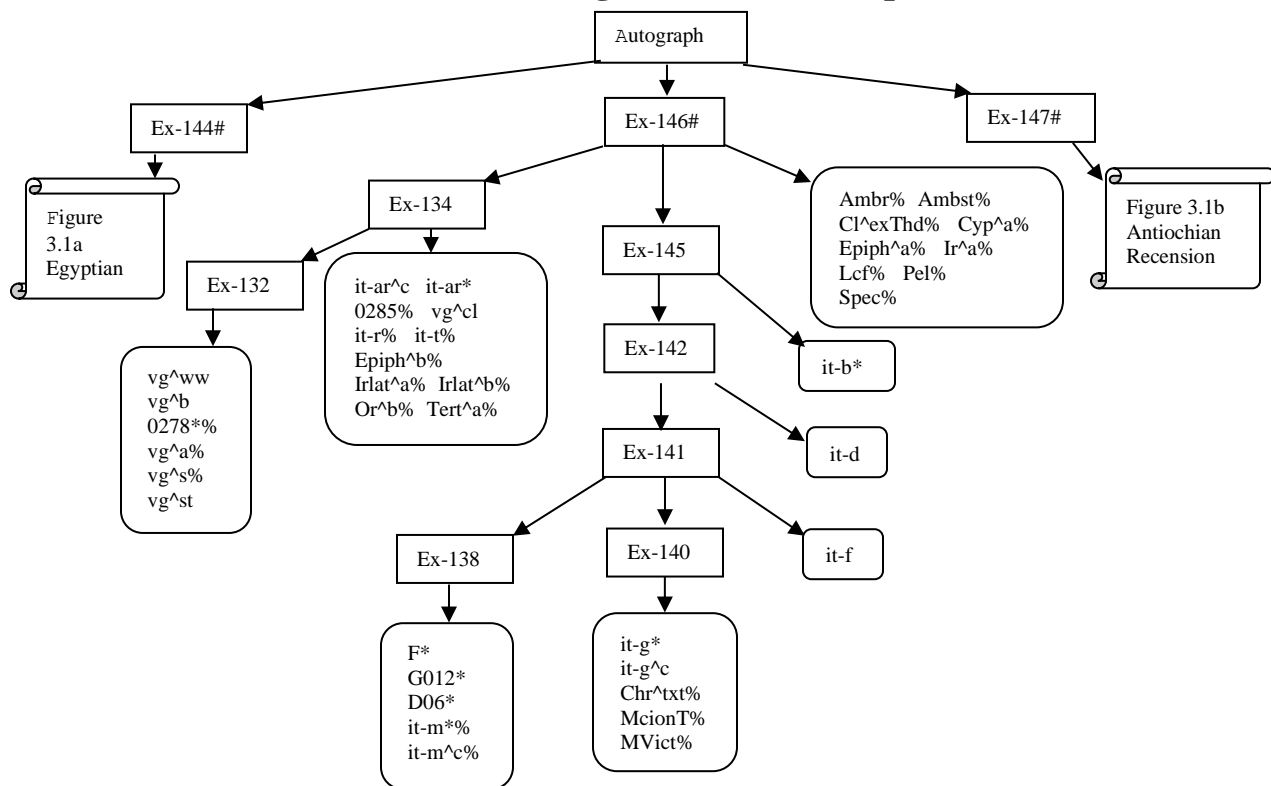 Autograph
Ex-144#
Ex-146#
Ex-147#
Figure
3.1a
Egyptian
Ex-134
Ambr% Ambst%
Cl^exThd% Cyp^a%
Epiph^a% Ir^a%
Lcf% Pel%
Spec%
Figure 3.1b
Antiochian
Recension
Ex-132
it-ar^c it-ar*
0285% vg^cl
it-r% it-t%
Epiph^b%
Irlat^a% Irlat^b%
Or^b% Tert^a%
Ex-145
vg^ww
vg^b
0278*%
vg^a%
vg^s%
vg^st
Ex-142
it-b*
Ex-141
it-d
Ex-138
Ex-140
it-f
F*
G012*
D06*
it-m*%
it-m^c%
it-g*
it-g^c
Chr^txt%
McionT%
MVict%